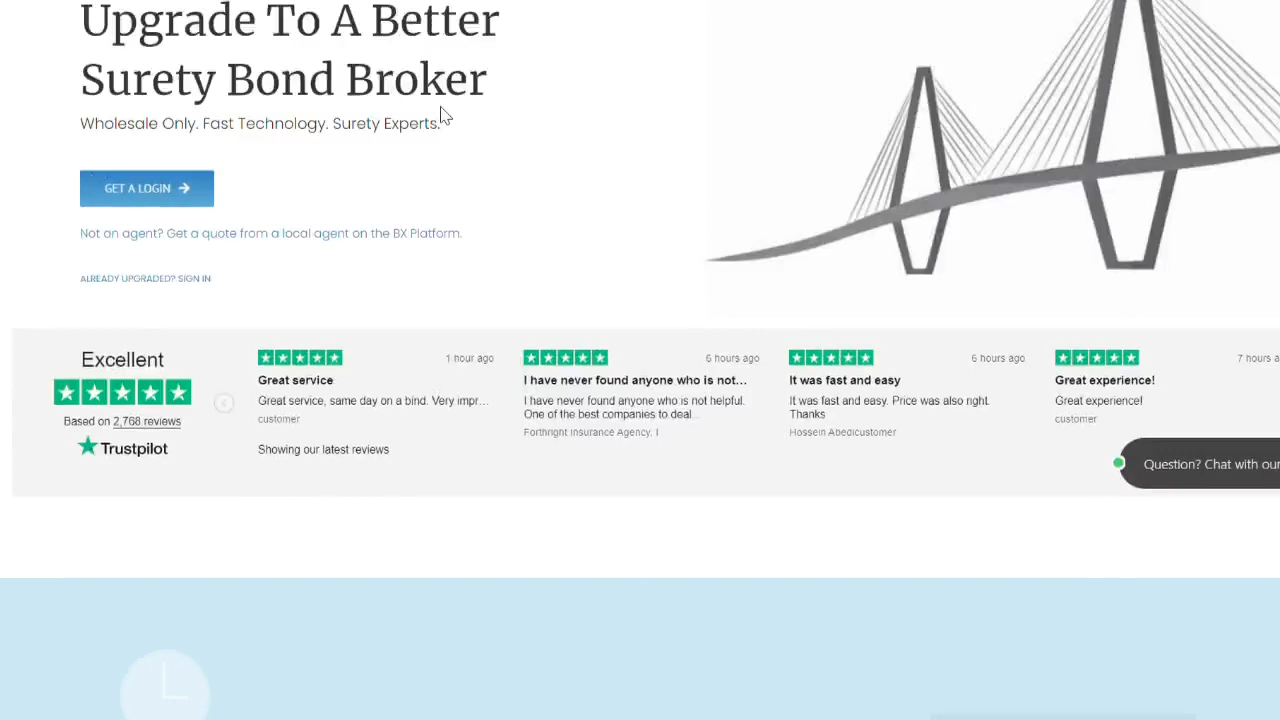 Upgrade To A Better
Surety Bond Broker
Wholesale Only. Fast Technology. Surety Experts.
GET A LOGIN
Not an agent? Get a quote from a local agent on the BX Platform.
ALREADY UPGRADED? SIGN IN
Excellent
Based on 2,768 reviews
Trustpilot
1 hour ago
Great service
Great service, same day on a bind. Very impr...
customer
Showing our latest reviews
6 hours ago
I have never found anyone who is not...
I have never found anyone who is not helpful.
One of the best companies to deal...
Forthright Insurance Agency. I
6 hours ago
It was fast and easy
It was fast and easy. Price was also right.
Thanks
Hossein Abedicustomer
7 hours a
Great experience!
Great experience!
customer
Question? Chat with our